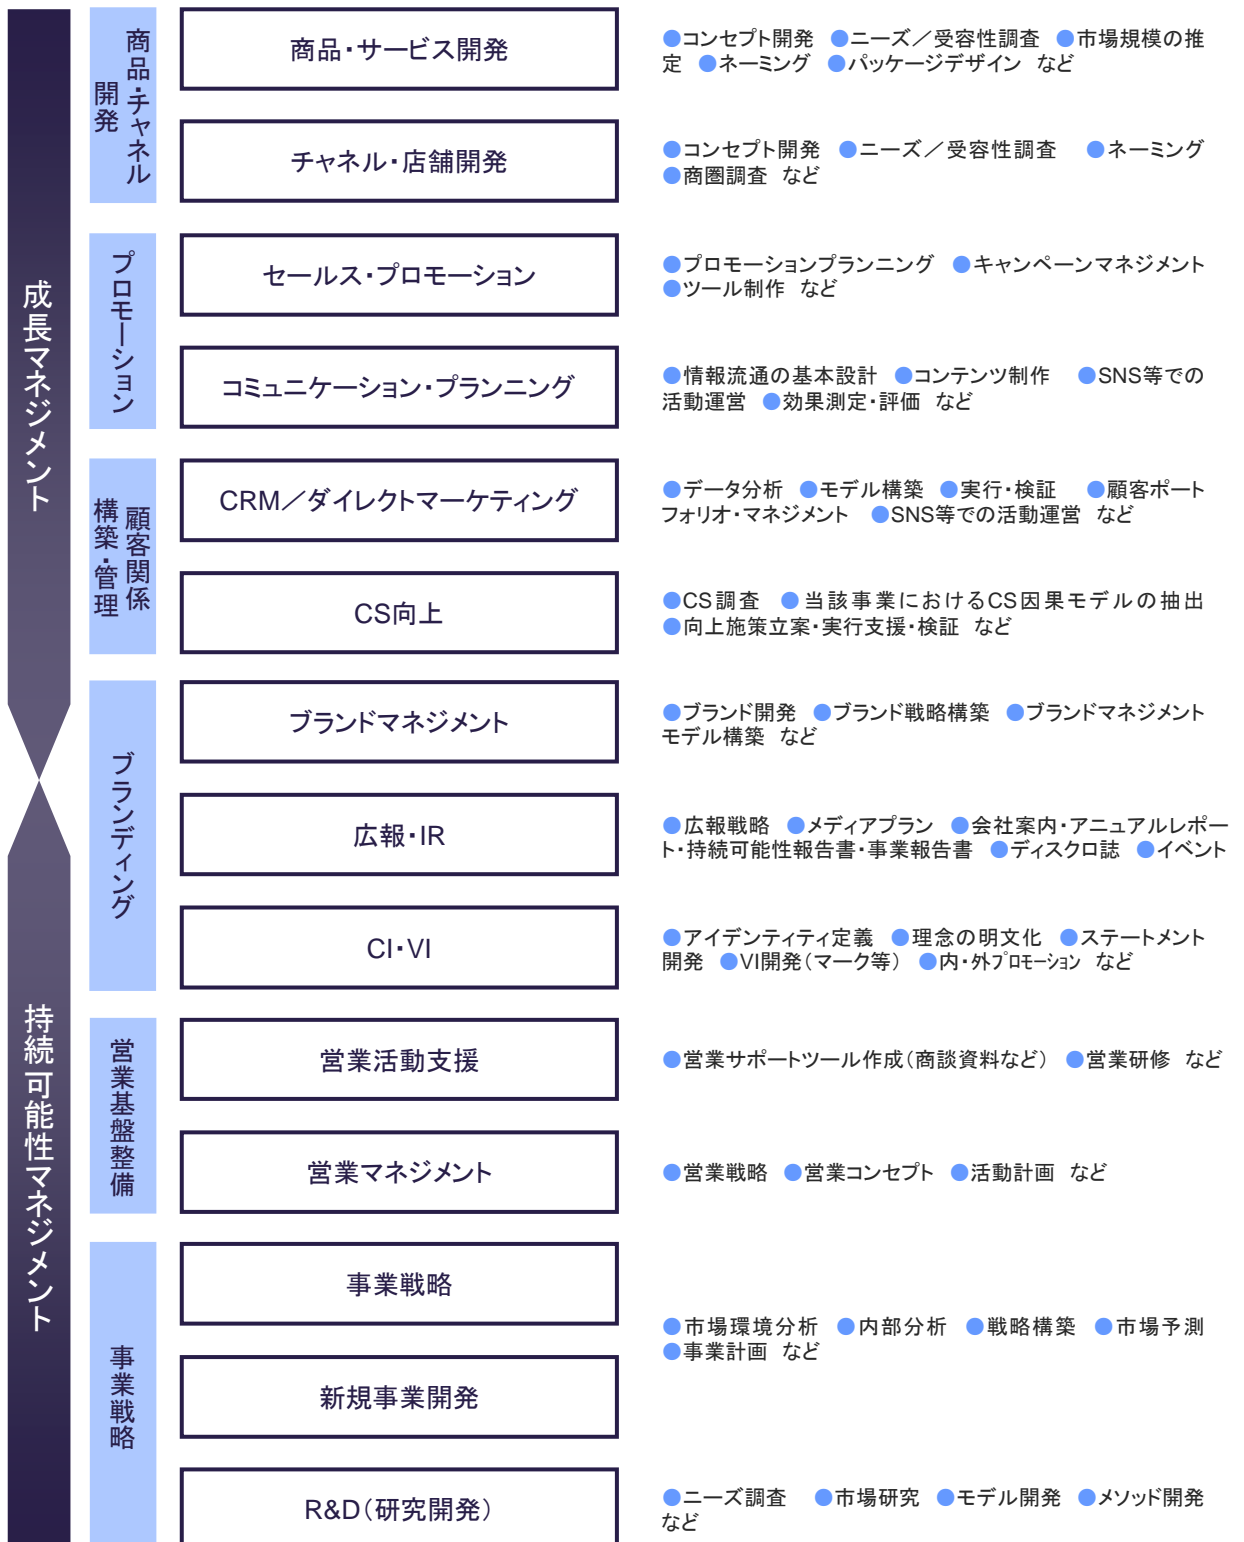 成長マネジメント
商品・チャネル
開発
商品・サービス開発
●コンセプト開発 ●ニーズ／受容性調査 ●市場規模の推
定 ●ネーミング ●パッケージデザイン など
チャネル・店舗開発
●コンセプト開発 ●ニーズ／受容性調査 ●ネーミング
●商圏調査 など
プロモーション
セールス・プロモーション
●プロモーションプランニング ●キャンペーンマネジメント
●ツール制作 など
コミュニケーション・プランニング
●情報流通の基本設計 ●コンテンツ制作 ●SNS等での
活動運営 ●効果測定・評価 など
顧客関係
構築・管理
CRM／ダイレクトマーケティング
●データ分析 ●モデル構築 ●実行・検証 ●顧客ポート
フォリオ・マネジメント ●SNS等での活動運営 など
CS向上
●CS調査 ●当該事業におけるCS因果モデルの抽出
●向上施策立案・実行支援・検証 など
ブランディング
ブランドマネジメント
●ブランド開発 ●ブランド戦略構築 ●ブランドマネジメント
モデル構築 など
持続可能性マネジメント
広報・IR
●広報戦略 ●メディアプラン ●会社案内・アニュアルレポー
ト・持続可能性報告書・事業報告書 ●ディスクロ誌 ●イベント
CI・VI
●アイデンティティ定義 ●理念の明文化 ●ステートメント
開発 ●VI開発（マーク等） ●内・外プロモーション など
営業基盤整備
営業活動支援
●営業サポートツール作成（商談資料など） ●営業研修 など
営業マネジメント
●営業戦略 ●営業コンセプト ●活動計画 など
事業戦略
事業戦略
●市場環境分析 ●内部分析 ●戦略構築 ●市場予測
●事業計画 など
新規事業開発
R&D（研究開発）
●ニーズ調査 ●市場研究 ●モデル開発 ●メソッド開発
など